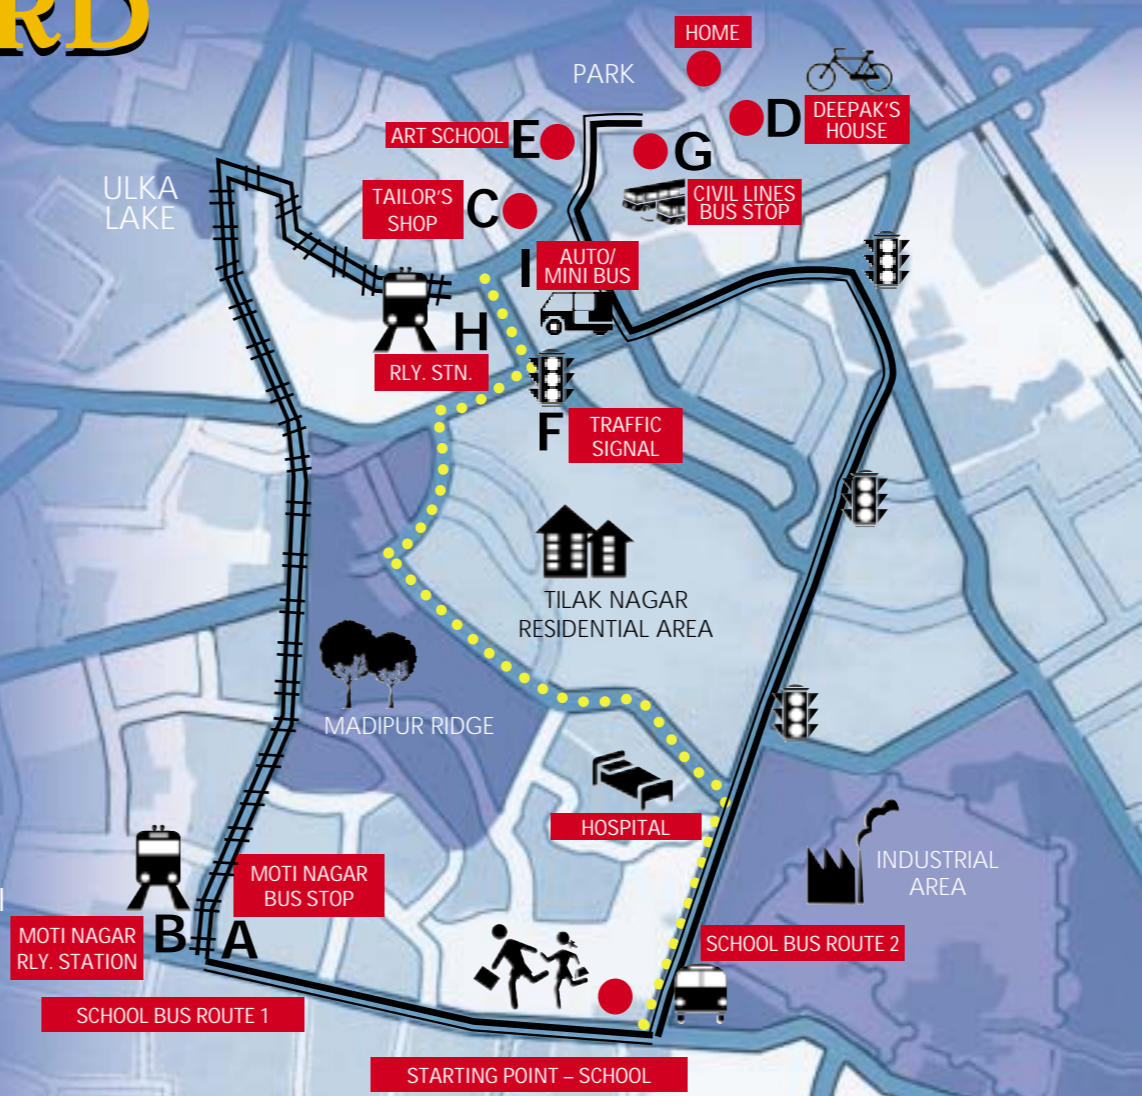 RD
HOME
PARK
DEEPAK'S
HOUSE
D
ART SCHOOL
E
G
ULKA
LAKE
TAILOR'S
SHOP
C
CIVIL LINES
BUS STOP
I
AUTO/
MINI BUS
H
RLY. STN.
F
TRAFFIC
SIGNAL
TILAK NAGAR
RESIDENTIAL AREA
MADIPUR RIDGE
HOSPITAL
INDUSTRIAL
AREA
MOTI NAGAR
BUS STOP
MOTI NAGAR
RLY. STATION
B
A
SCHOOL BUS ROUTE 2
SCHOOL BUS ROUTE 1
STARTING POINT – SCHOOL